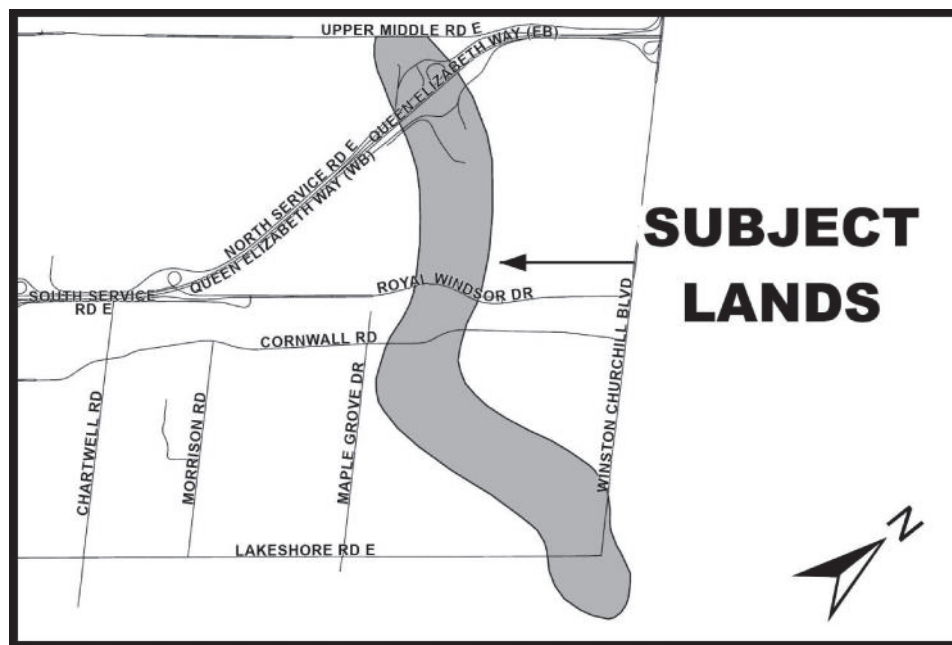 UPPER MIDDLE RD E
QUEEN ELIZABETH WAY (EB)
NORTH SERVICE RD E
QUEEN ELIZABETH WAY (WB)
SUBJECT
LANDS
ROYAL WINDSOR DR
SOUTH SERVICE
RD E
CORNWALL RD
WINSTON CHURCHILL BLVD
CHARTWELL RD
MORRISON RD
MAPLE GROVE DR
LAKESHORE RD E
N